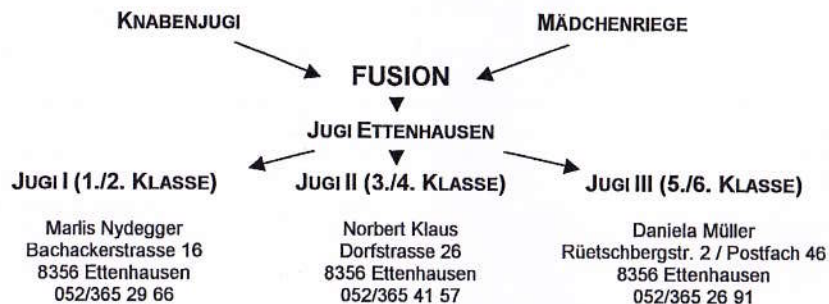 KNABENJUGI
MÄDCHENRIEGE
FUSION
JUGI ETTENHAUSEN
JUGI I (1./2. KLASSE)
Marlis Nydegger
Bachackerstrasse 16
8356 Ettenhausen
052/365 29 66
JUGI II (3./4. KLASSE)
Norbert Klaus
Dorfstrasse 26
8356 Ettenhausen
052/365 41 57
JUGI III (5./6. KLASSE)
Daniela Müller
Rüetschbergstr. 2 / Postfach 46
8356 Ettenhausen
052/365 26 91